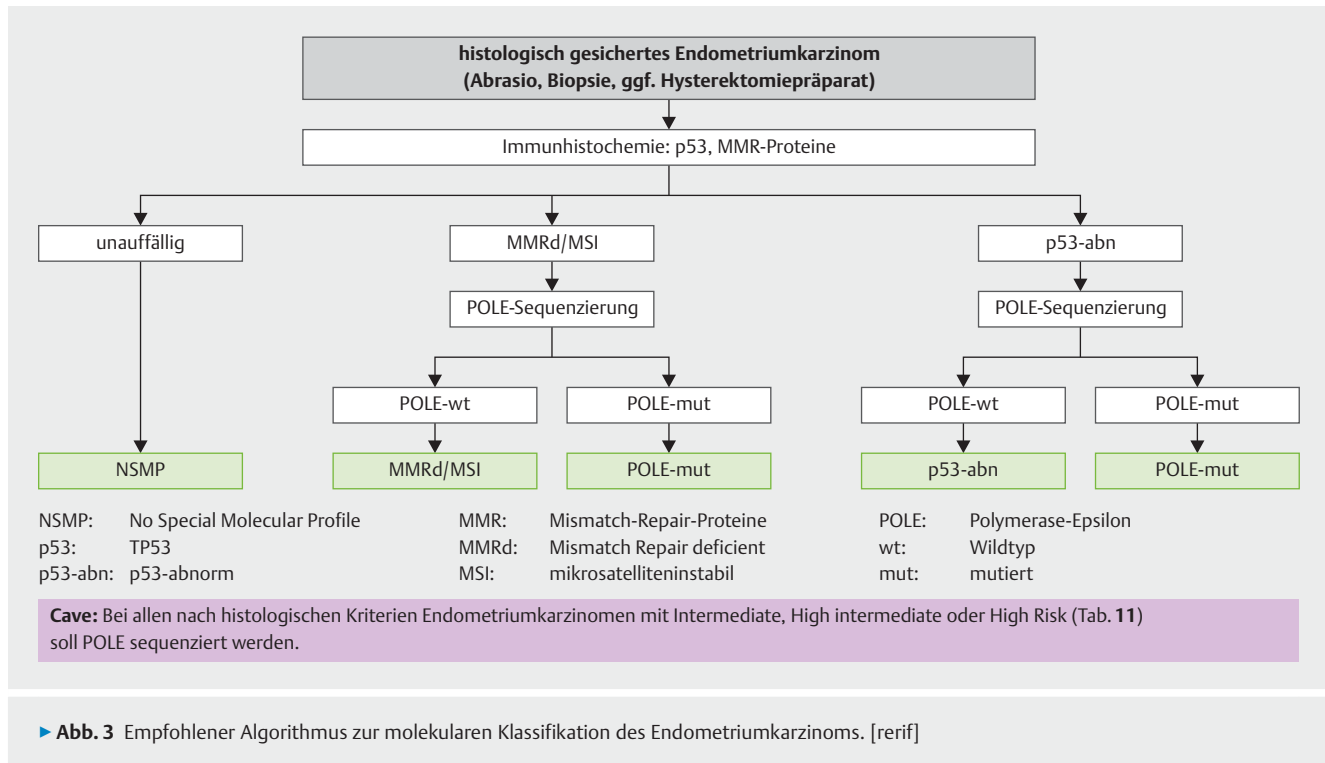 histologisch gesichertes Endometriumkarzinom
(Abrasio, Biopsie, ggf. Hysterektomiepräparat)
Immunhistochemie: p53, MMR-Proteine
unauffällig
MMRd/MSI
p53-abn
POLE-Sequenzierung
POLE-Sequenzierung
POLE-wt
POLE-mut
POLE-wt
POLE-mut
NSMP
MMRd/MSI
POLE-mut
p53-abn
POLE-mut
NSMP: No Special Molecular Profile
p53: TP53
p53-abn: p53-abnorm
MMR: Mismatch-Repair-Proteine
MMRd: Mismatch Repair deficient
MSI: mikrosatelliteninstabil
POLE: Polymerase-Epsilon
wt: Wildtyp
mut: mutiert
Cave: Bei allen nach histologischen Kriterien Endometriumkarzinomen mit Intermediate, High intermediate oder High Risk (Tab. 11)
soll POLE sequenziert werden.
▶ Abb. 3 Empfohlener Algorithmus zur molekularen Klassifikation des Endometriumkarzinoms. [rerif]